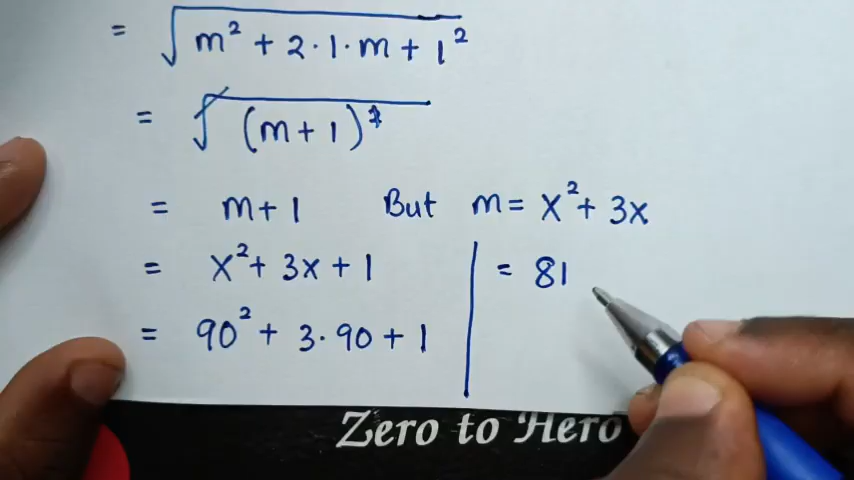 = √(m² + 2·1·m + 1²)
= √((m+1)²)
= m+1 But m = x² + 3x
= x² + 3x + 1 = 81
= 90² + 3·90 + 1
Zero to Hero